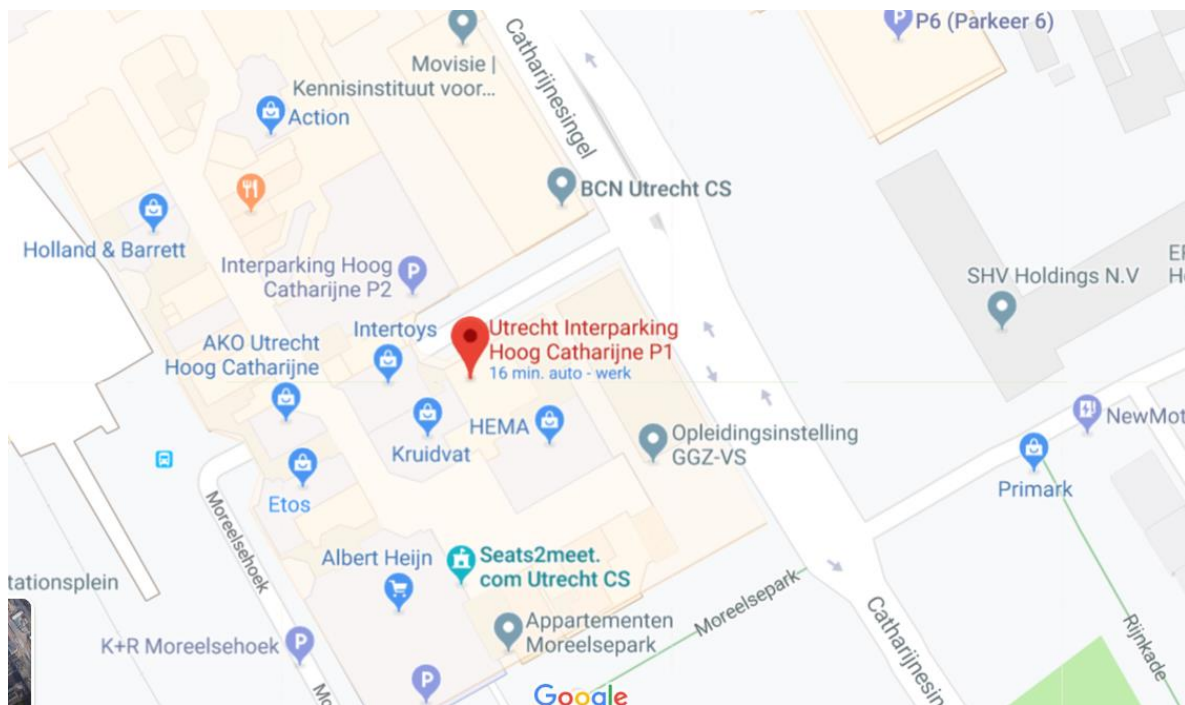 P6 (Parkeer 6)
Catharijnesingel
Movisie |
Kennisinstituut voor...
Action
BCN Utrecht CS
Holland & Barrett
Interparking Hoog
Catharijne P2
SHV Holdings N.V
Utrecht Interparking
Hoog Catharijne P1
16 min. auto - werk
Intertoys
AKO Utrecht
Hoog Catharijne
HEMA
Kruidvat
Opleidingsinstelling
GGZ-VS
NewMot
Primark
Etos
Moreelsehoek
Albert Heijn
Seats2meet.
com Utrecht CS
tationsplein
Moreelsepark
Appartementen
Moreelsepark
K+R Moreelsehoek
Catharijnesin
Rijnkade
Mo
Google